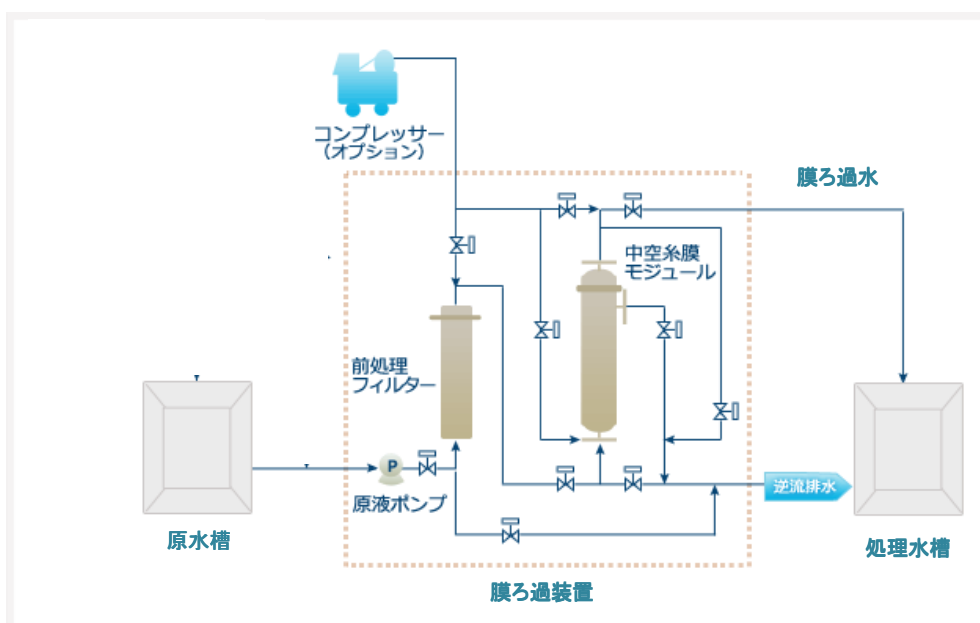 コンプレッサー
（オプション）
膜ろ過水
中空糸膜
モジュール
前処理
フィルター
P
原液ポンプ
逆流排水
原水槽
処理水槽
膜ろ過装置